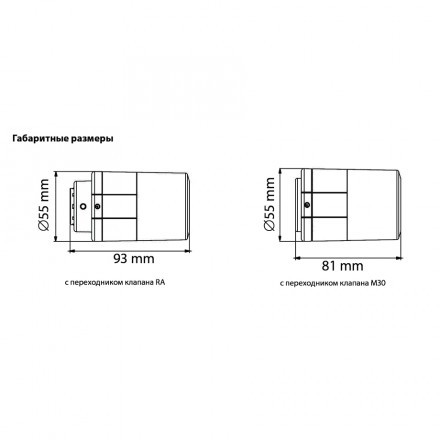 Габаритные размеры
Ø55 mm
93 mm
с переходником клапана RA
Ø55 mm
81 mm
с переходником клапана M30